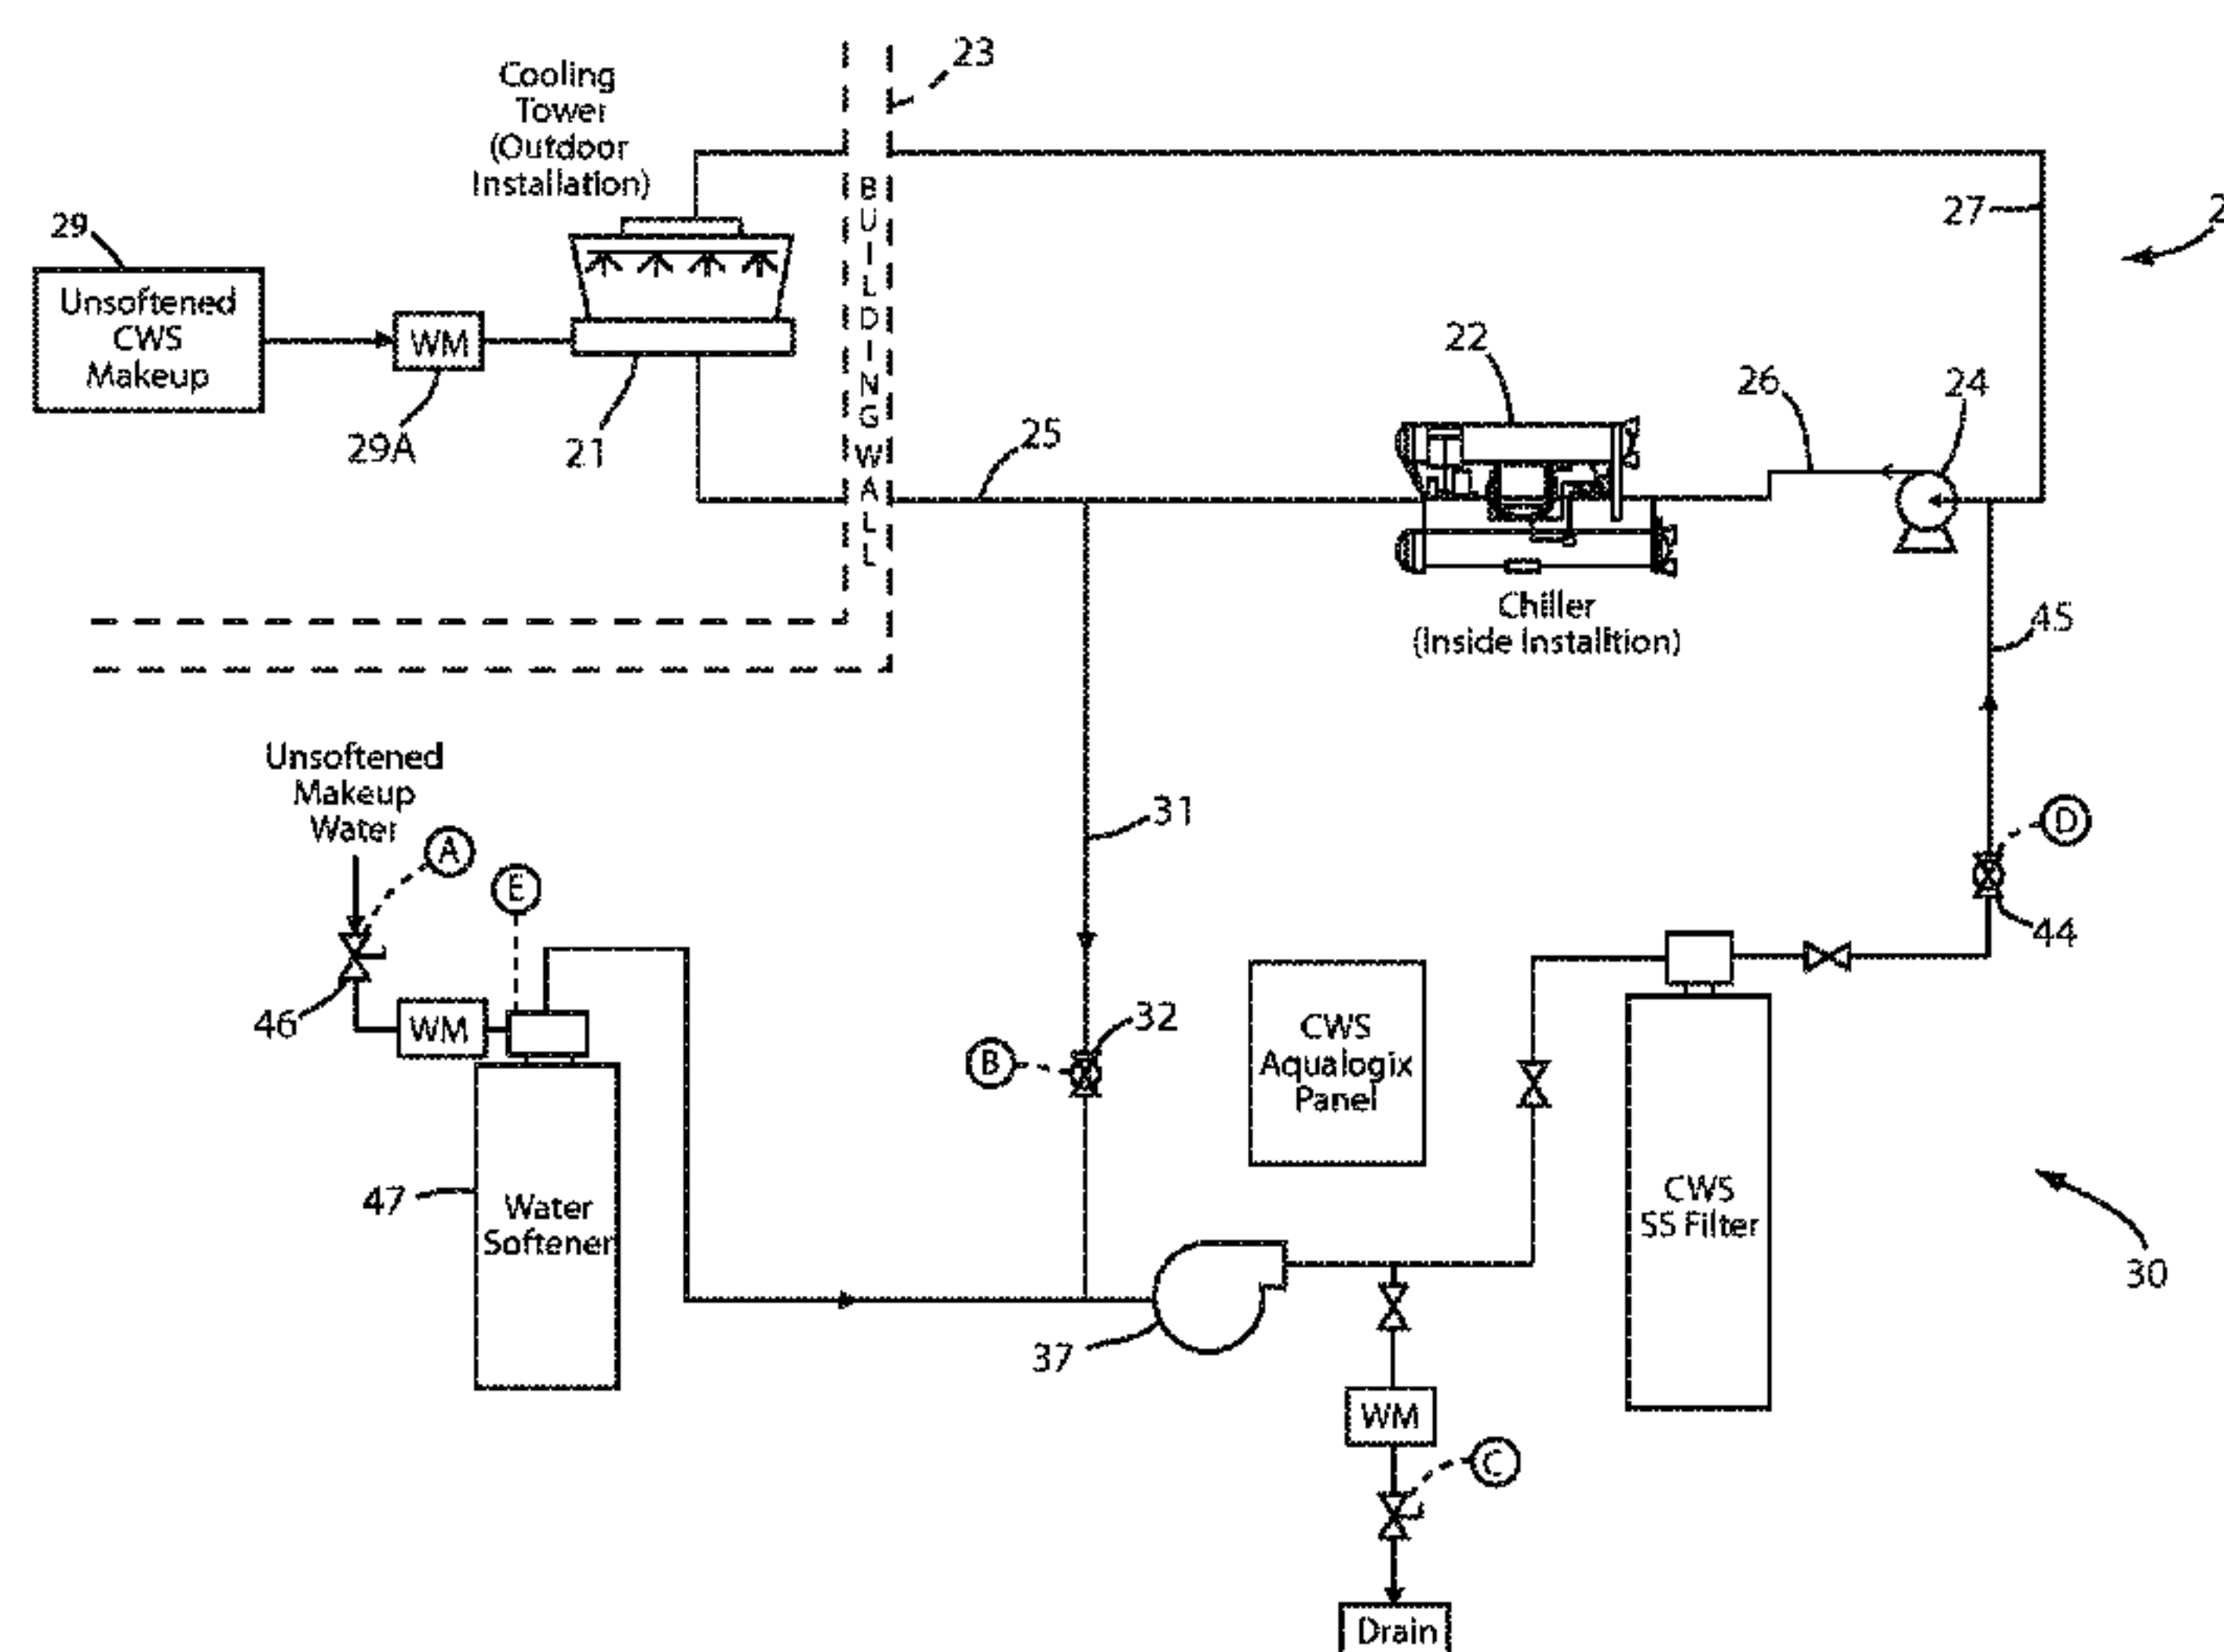 Cooling
Tower
(Outdoor
Installation)
23
BUILDING WALL
29
Unsoftened
CWS
Makeup
WM
29A
21
25
22
26
24
27
2
Chiller
(Inside Installtion)
45
Unsoftened
Makeup
Water
A
E
31
D
44
46
WM
B
32
CWS
Aqualogix
Panel
47
Water
Softener
CWS
SS Filter
30
37
WM
C
Drain